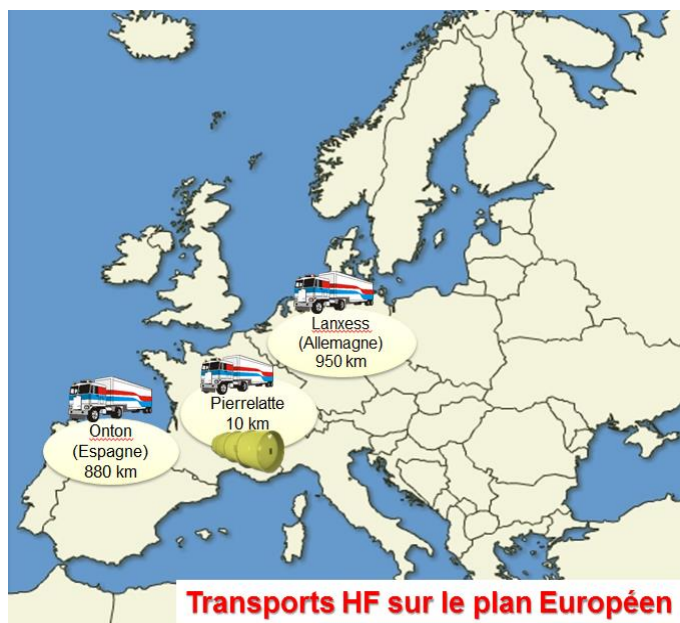 Lanxess
(Allemagne)
950 km
Pierrelatte
10 km
Onton
(Espagne)
880 km
Transports HF sur le plan Européen